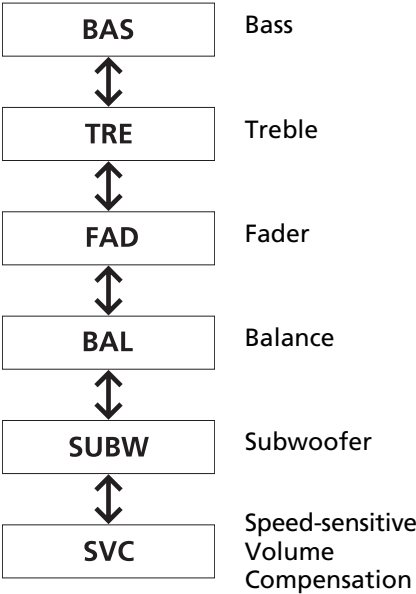 BAS Bass
TRE Treble
FAD Fader
BAL Balance
SUBW Subwoofer
SVC Speed-sensitive
Volume
Compensation